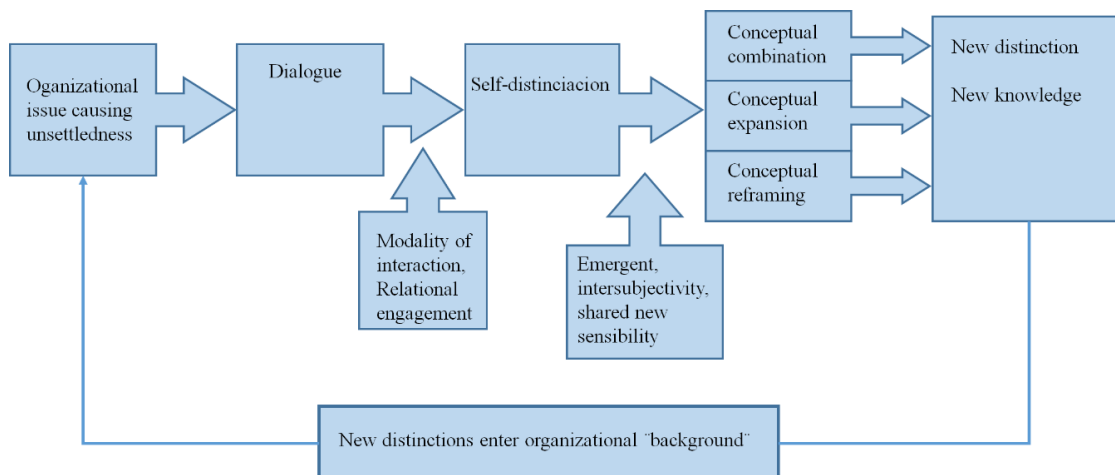 Oganizational
issue causing
unsettledness
Dialogue
Self-distinciacion
Conceptual
combination
Conceptual
expansion
Conceptual
reframing
New distinction
New knowledge
Modality of
interaction,
Relational
engagement
Emergent,
intersubjectivity,
shared new
sensibility
New distinctions enter organizational ¨background¨